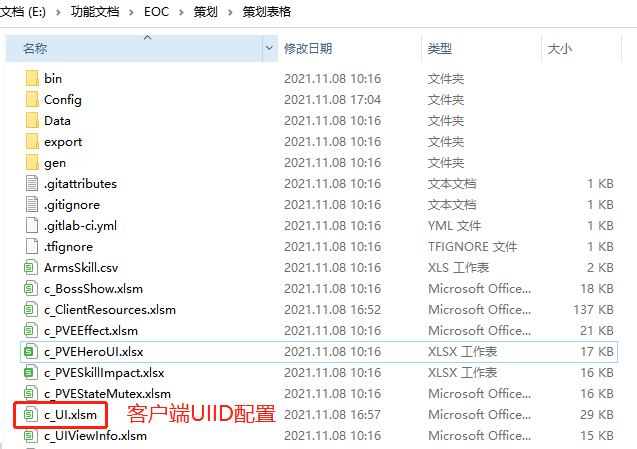 文档 (E:) > 功能文档 > EOC > 策划 > 策划表格
名称 修改日期 类型 大小
bin 2021.11.08 10:16 文件夹
Config 2021.11.08 17:04 文件夹
Data 2021.11.08 10:16 文件夹
export 2021.11.08 10:16 文件夹
gen 2021.11.08 10:16 文件夹
.gitattributes 2021.11.08 10:16 文本文档 1 KB
.gitignore 2021.11.08 10:16 文本文档 1 KB
.gitlab-ci.yml 2021.11.08 10:16 YML 文件 1 KB
.tfignore 2021.11.08 10:16 TFIGNORE 文件 1 KB
ArmsSkill.csv 2021.11.08 10:16 XLS 工作表 2 KB
c_BossShow.xlsm 2021.11.08 10:16 Microsoft Office... 18 KB
c_ClientResources.xlsm 2021.11.08 16:52 Microsoft Office... 137 KB
c_PVEEffect.xlsm 2021.11.08 10:16 Microsoft Office... 21 KB
c_PVEHeroUI.xlsx 2021.11.08 10:16 XLSX 工作表 17 KB
c_PVESkillImpact.xlsx 2021.11.08 10:16 XLSX 工作表 16 KB
c_PVEStateMutex.xlsm 2021.11.08 10:16 Microsoft Office... 16 KB
c_UI.xlsm 客户端UIID配置 2021.11.08 16:57 Microsoft Office... 29 KB
c_UIViewInfo.xlsm 2021.11.08 10:16 Microsoft Office... 15 KB